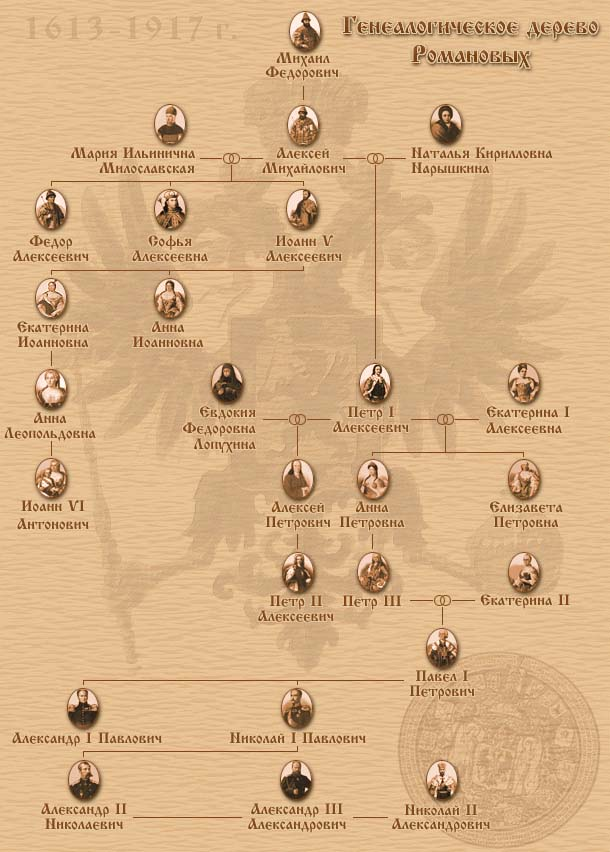 1613-1917 г.
Генеалогическое дерево
Романовых
Михаил
Федорович
Мария Ильинична
Милославская
Алексей
Михайлович
Наталья Кирилловна
Нарышкина
Федор
Алексеевич
Софья
Алексеевна
Иоанн V
Алексеевич
Екатерина
Иоанновна
Анна
Иоанновна
Анна
Леопольдовна
Евдокия
Федоровна
Лопухина
Петр I
Алексеевич
Екатерина I
Алексеевна
Иоанн VI
Антонович
Алексей
Петрович
Анна
Петровна
Елизавета
Петровна
Петр II
Алексеевич
Петр III
Екатерина II
Павел I
Петрович
Александр I Павлович
Николай I Павлович
Александр II
Николаевич
Александр III
Александрович
Николай II
Александрович